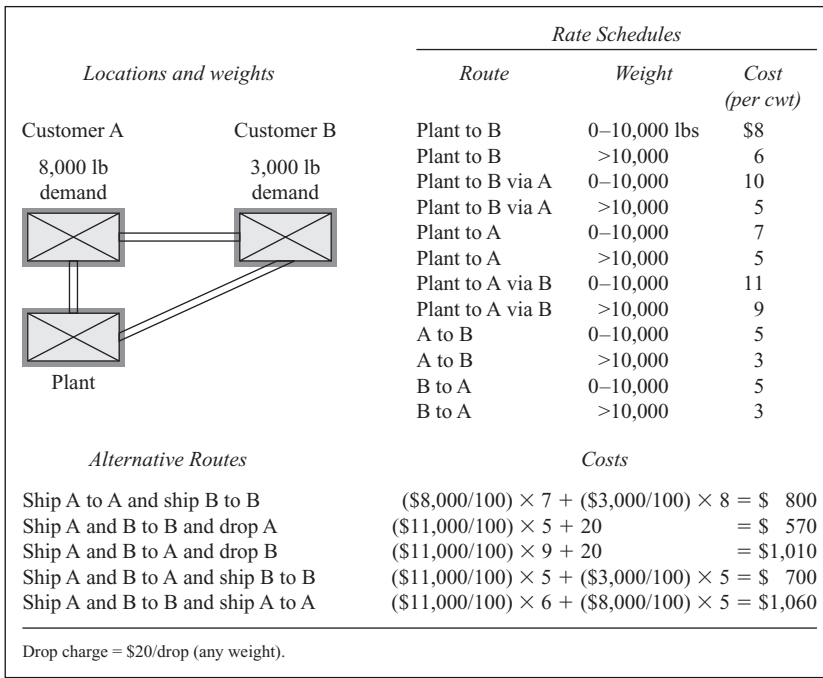 Rate Schedules
Locations and weights
Route Weight Cost
(per cwt)
Customer A Customer B
8,000 lb
demand
3,000 lb
demand
Plant
Plant to B 0–10,000 lbs $8
Plant to B >10,000 6
Plant to B via A 0–10,000 10
Plant to B via A >10,000 5
Plant to A 0–10,000 7
Plant to A >10,000 5
Plant to A via B 0–10,000 11
Plant to A via B >10,000 9
A to B 0–10,000 5
A to B >10,000 3
B to A 0–10,000 5
B to A >10,000 3
Alternative Routes Costs
Ship A to A and ship B to B ($8,000/100) × 7 + ($3,000/100) × 8 = $ 800
Ship A and B to B and drop A ($11,000/100) × 5 + 20 = $ 570
Ship A and B to A and drop B ($11,000/100) × 9 + 20 = $1,010
Ship A and B to A and ship B to B ($11,000/100) × 5 + ($3,000/100) × 5 = $ 700
Ship A and B to B and ship A to A ($11,000/100) × 6 + ($8,000/100) × 5 = $1,060
Drop charge = $20/drop (any weight).